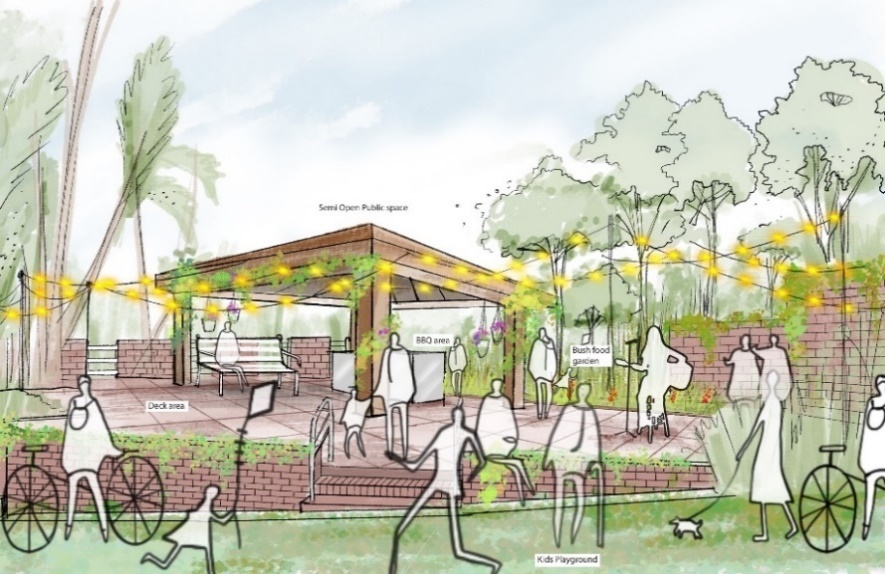 Semi Open Public space
BBQ area
Bush food
garden
Deck area
Kids Playground